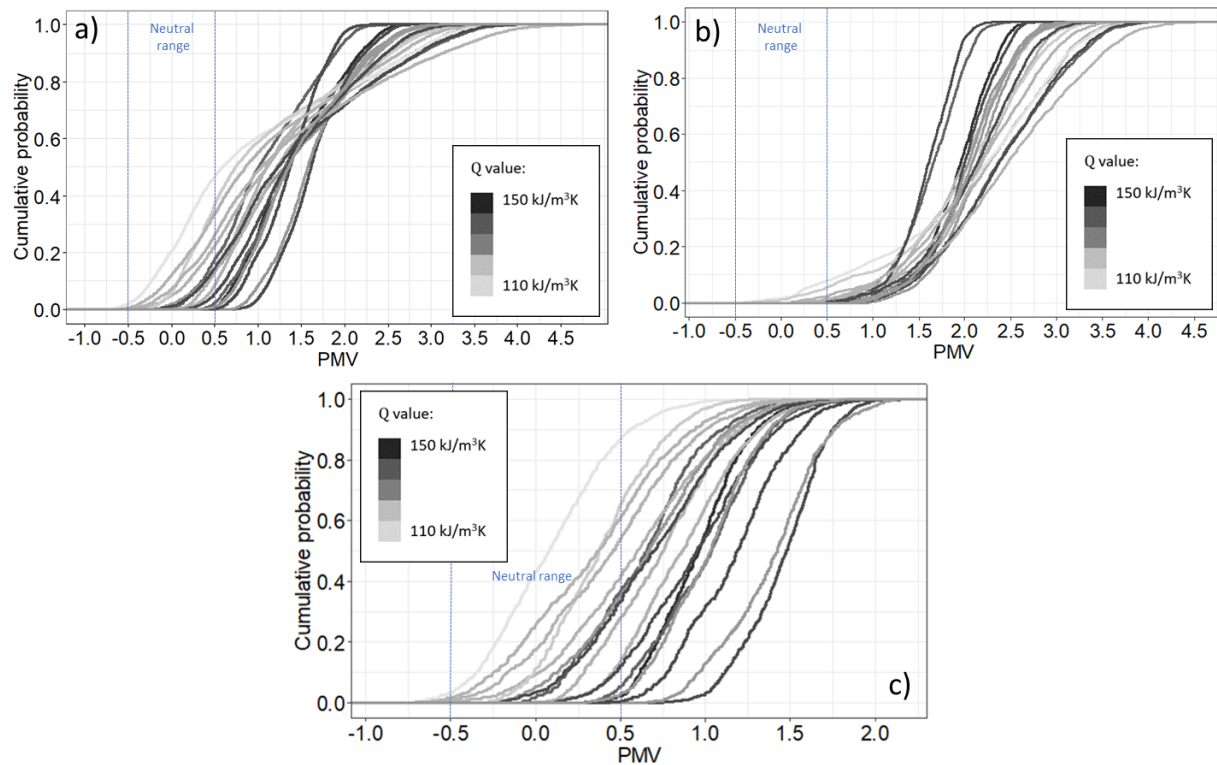 a)
Neutral
range
Cumulative probability
1.0
0.8
0.6
0.4
0.2
0.0
-1.0 -0.5 0.0 0.5 1.0 1.5 2.0 2.5 3.0 3.5 4.0 4.5
PMV
Q value:
150 kJ/m³K
110 kJ/m³K
b)
Neutral
range
Cumulative probability
1.0
0.8
0.6
0.4
0.2
0.0
-1.0 -0.5 0.0 0.5 1.0 1.5 2.0 2.5 3.0 3.5 4.0 4.5
PMV
Q value:
150 kJ/m³K
110 kJ/m³K
c)
Neutral range
Cumulative probability
1.0
0.8
0.6
0.4
0.2
0.0
-1.0 -0.5 0.0 0.5 1.0 1.5 2.0
PMV
Q value:
150 kJ/m³K
110 kJ/m³K